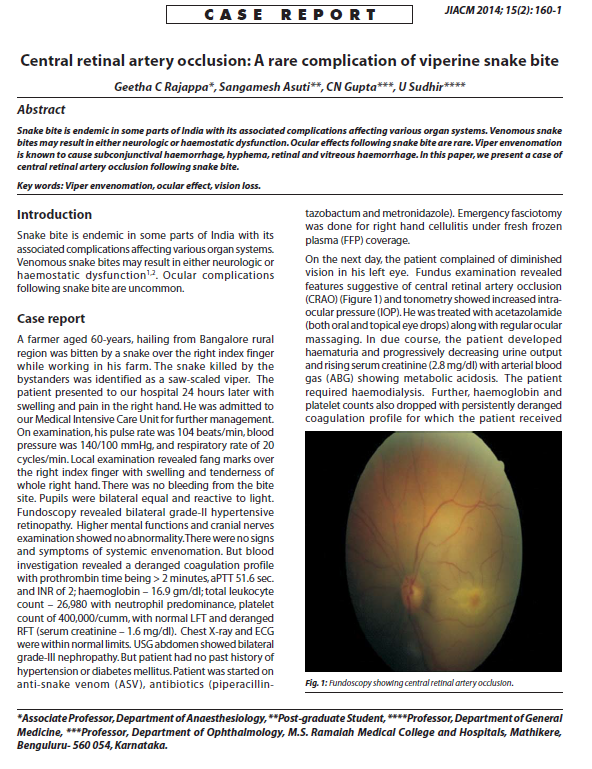 CASE REPORT
JIACM 2014; 15(2): 160-1
Central retinal artery occlusion: A rare complication of viperine snake bite
Geetha C Rajappa*, Sangamesh Asuti**, CN Gupta***, U Sudhir****
Abstract
Snake bite is endemic in some parts of India with its associated complications affecting various organ systems. Venomous snake
bites may result in either neurologic or haemostatic dysfunction. Ocular effects following snake bite are rare. Viper envenomation
is known to cause subconjunctival haemorrhage, hyphema, retinal and vitreous haemorrhage. In this paper, we present a case of
central retinal artery occlusion following snake bite.
Key words: Viper envenomation, ocular effect, vision loss.
Introduction
Snake bite is endemic in some parts of India with its
associated complications affecting various organ systems.
Venomous snake bites may result in either neurologic or
haemostatic dysfunction1,2. Ocular complications
following snake bite are uncommon.
Case report
A farmer aged 60-years, hailing from Bangalore rural
region was bitten by a snake over the right index finger
while working in his farm. The snake killed by the
bystanders was identified as a saw-scaled viper. The
patient presented to our hospital 24 hours later with
swelling and pain in the right hand. He was admitted to
our Medical Intensive Care Unit for further management.
On examination, his pulse rate was 104 beats/min, blood
pressure was 140/100 mmHg, and respiratory rate of 20
cycles/min. Local examination revealed fang marks over
the right index finger with swelling and tenderness of
whole right hand. There was no bleeding from the bite
site. Pupils were bilateral equal and reactive to light.
Fundoscopy revealed bilateral grade-II hypertensive
retinopathy. Higher mental functions and cranial nerves
examination showed no abnormality. There were no signs
and symptoms of systemic envenomation. But blood
investigation revealed a deranged coagulation profile
with prothrombin time being > 2 minutes, aPTT 51.6 sec.
and INR of 2; haemoglobin – 16.9 gm/dl; total leukocyte
count – 26,980 with neutrophil predominance, platelet
count of 400,000/cumm, with normal LFT and deranged
RFT (serum creatinine – 1.6 mg/dl). Chest X-ray and ECG
were within normal limits. USG abdomen showed bilateral
grade-III nephropathy. But patient had no past history of
hypertension or diabetes mellitus. Patient was started on
anti-snake venom (ASV), antibiotics (piperacillin-
tazobactum and metronidazole). Emergency fasciotomy
was done for right hand cellulitis under fresh frozen
plasma (FFP) coverage.
On the next day, the patient complained of diminished
vision in his left eye. Fundus examination revealed
features suggestive of central retinal artery occlusion
(CRAO) (Figure 1) and tonometry showed increased intra-
ocular pressure (IOP). He was treated with acetazolamide
(both oral and topical eye drops) along with regular ocular
massaging. In due course, the patient developed
haematuria and progressively decreasing urine output
and rising serum creatinine (2.8 mg/dl) with arterial blood
gas (ABG) showing metabolic acidosis. The patient
required haemodialysis. Further, haemoglobin and
platelet counts also dropped with persistently deranged
coagulation profile for which the patient received
Fig. 1: Fundoscopy showing central retinal artery occlusion.
*Associate Professor, Department of Anaesthesiology, **Post-graduate Student, ****Professor, Department of General
Medicine, ***Professor, Department of Ophthalmology, M.S. Ramaiah Medical College and Hospitals, Mathikere,
Benguluru- 560 054, Karnataka.